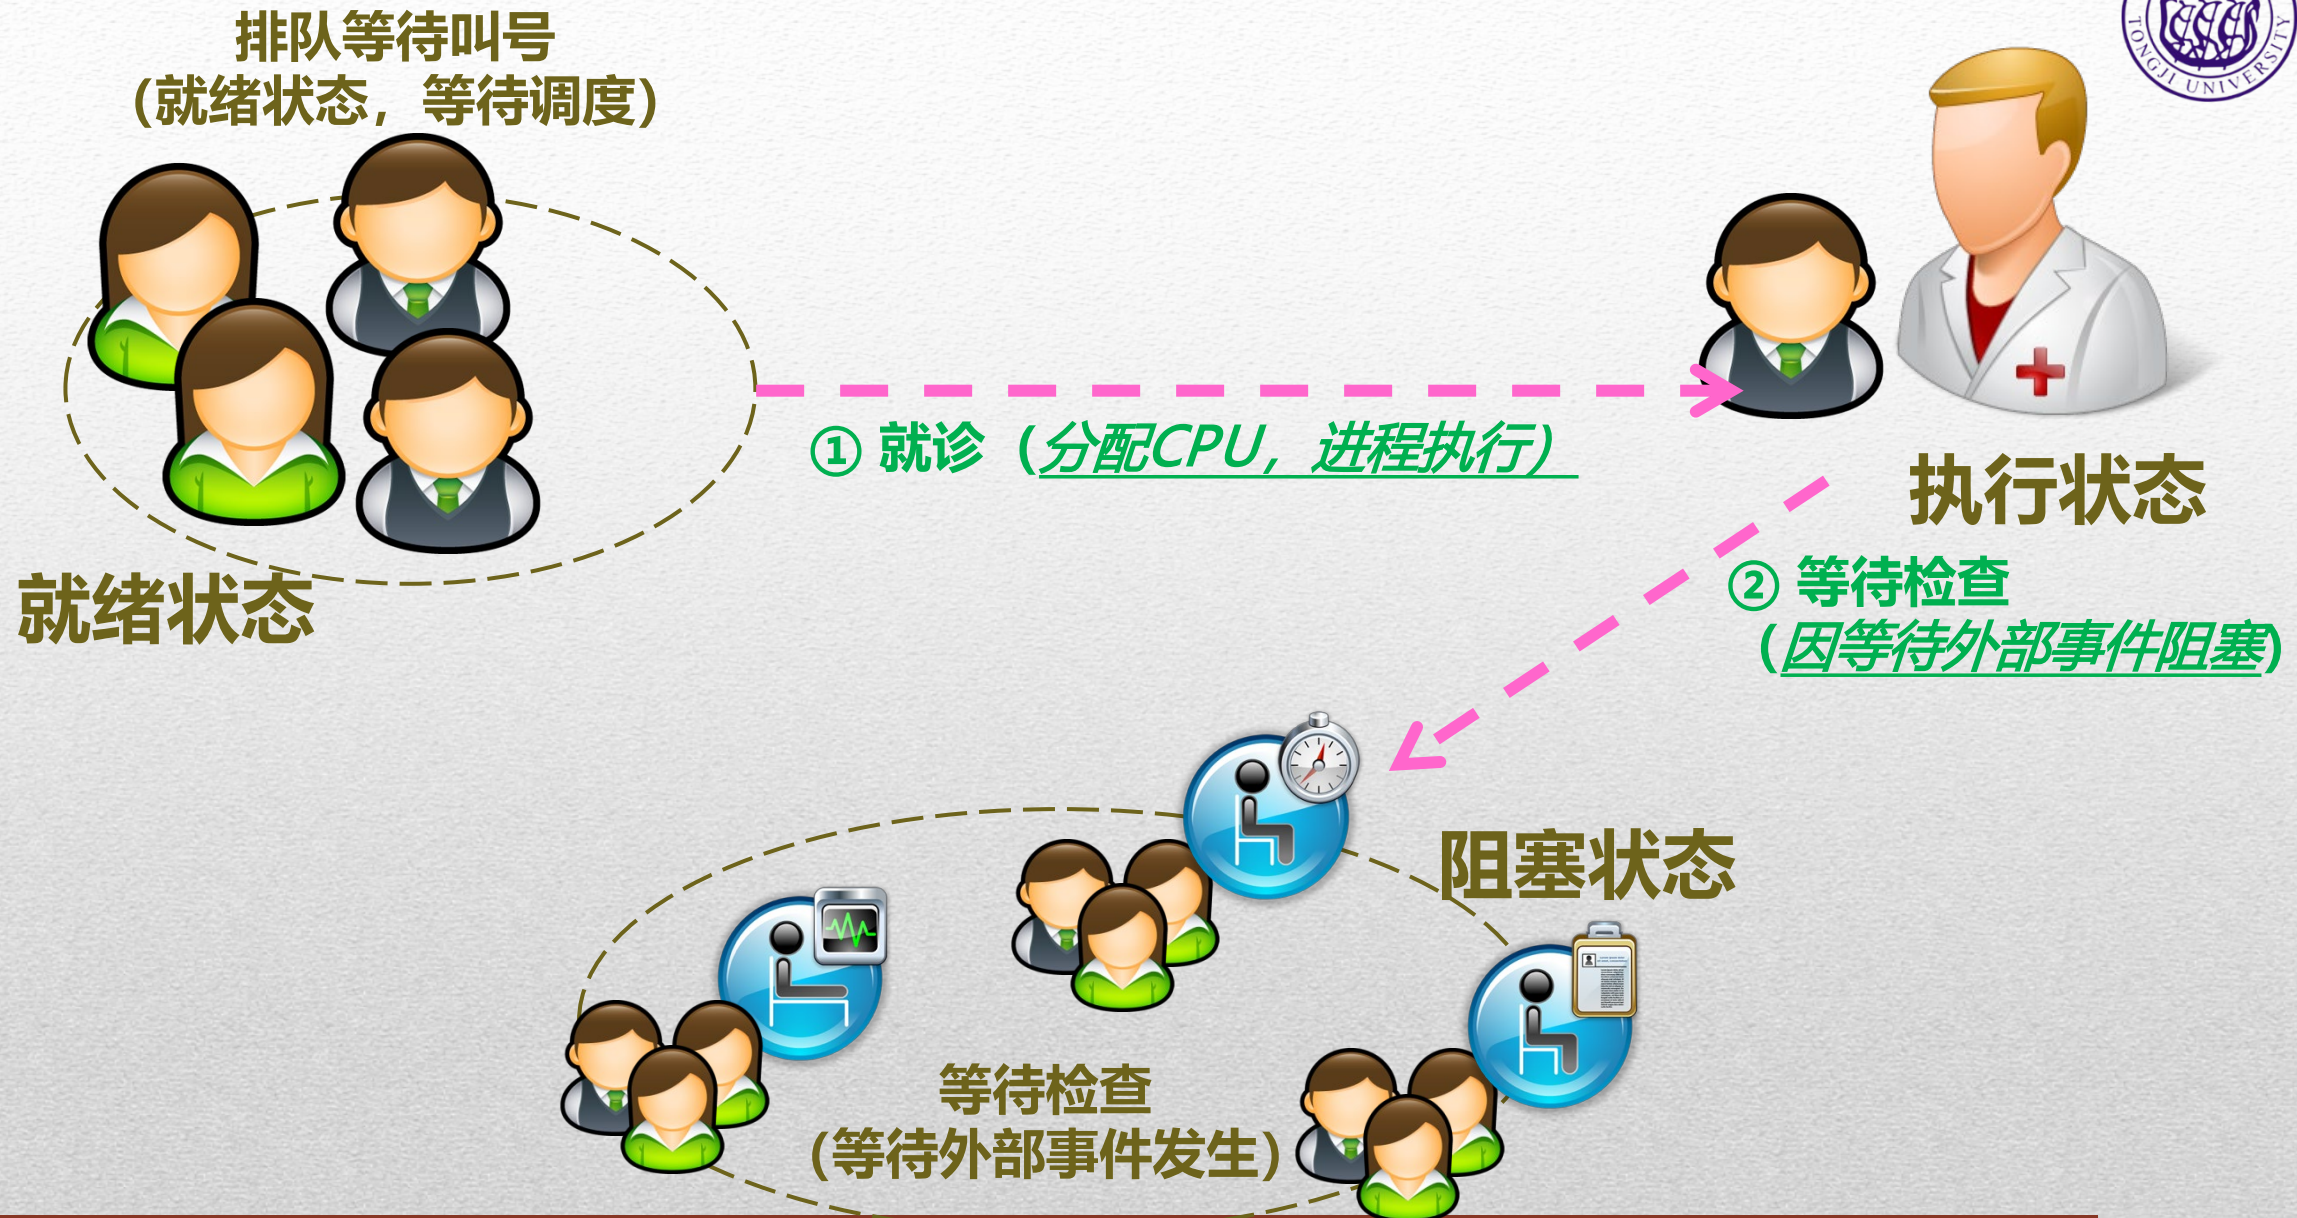 排队等待叫号
（就绪状态，等待调度）
TONGJI UNIVERSITY
① 就诊（分配CPU，进程执行）
执行状态
② 等待检查
（因等待外部事件阻塞）
就绪状态
阻塞状态
等待检查
（等待外部事件发生）